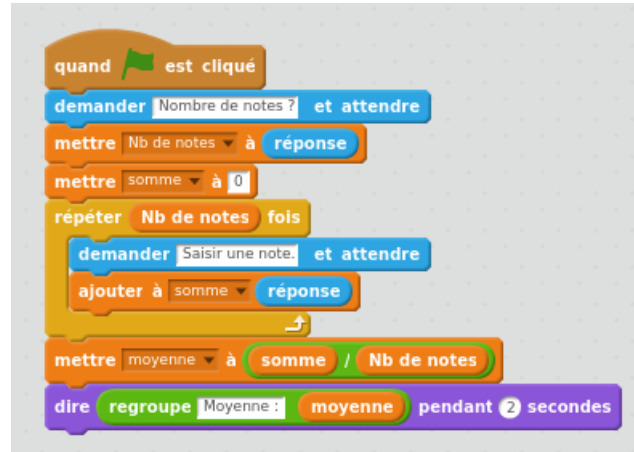 quand est cliqué
demander Nombre de notes ? et attendre
mettre Nb de notes à réponse
mettre somme à 0
répéter Nb de notes fois
demander Saisir une note. et attendre
ajouter à somme réponse
mettre moyenne à somme / Nb de notes
dire regroupe Moyenne : moyenne pendant 2 secondes